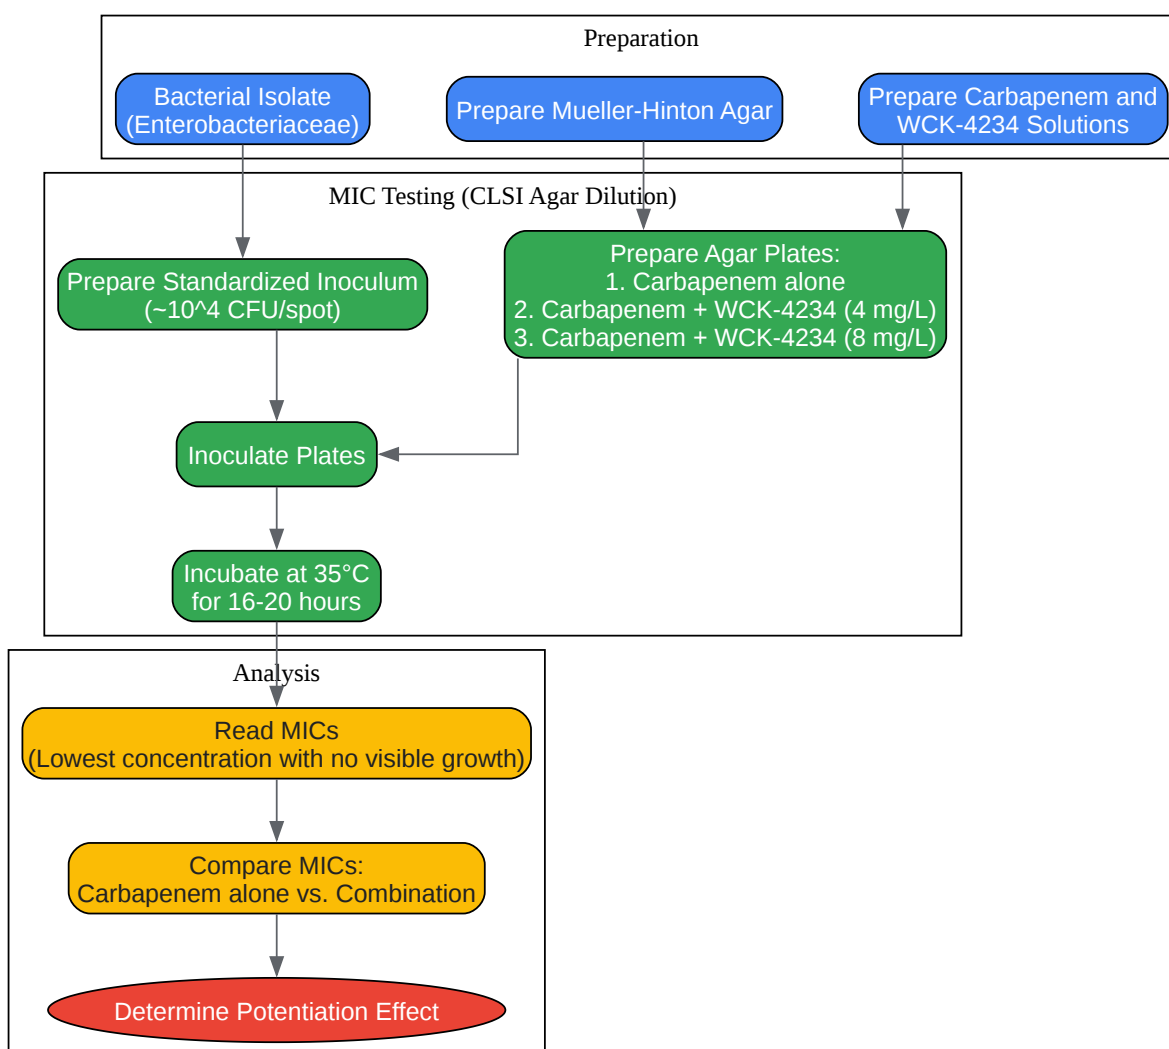 Preparation
Bacterial Isolate
(Enterobacteriaceae)
Prepare Mueller-Hinton Agar
Prepare Carbapenem and
WCK-4234 Solutions
MIC Testing (CLSI Agar Dilution)
Prepare Standardized Inoculum
(~10^4 CFU/spot)
Prepare Agar Plates:
1. Carbapenem alone
2. Carbapenem + WCK-4234 (4 mg/L)
3. Carbapenem + WCK-4234 (8 mg/L)
Inoculate Plates
Incubate at 35°C
for 16-20 hours
Analysis
Read MICs
(Lowest concentration with no visible growth)
Compare MICs:
Carbapenem alone vs. Combination
Determine Potentiation Effect